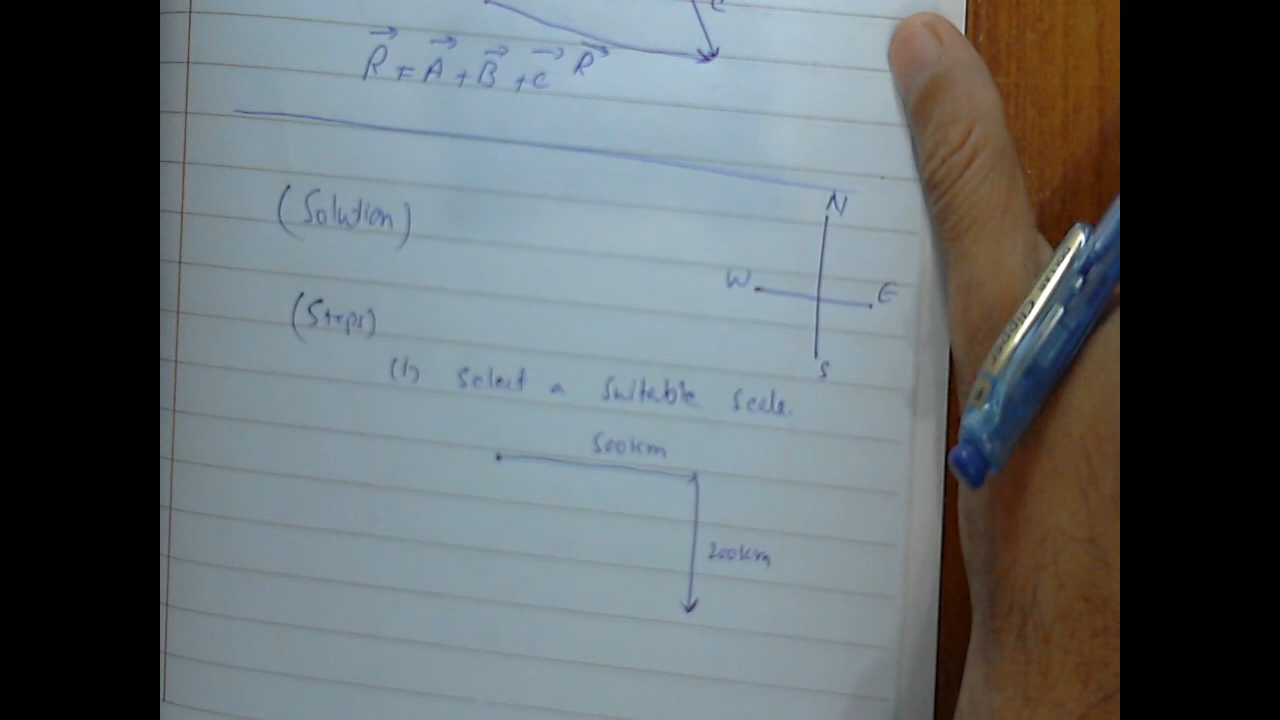 C
R = A + B + C R
(Solution)
N
W E
S
(Steps)
(1) Select a suitable scale.
500km
200km